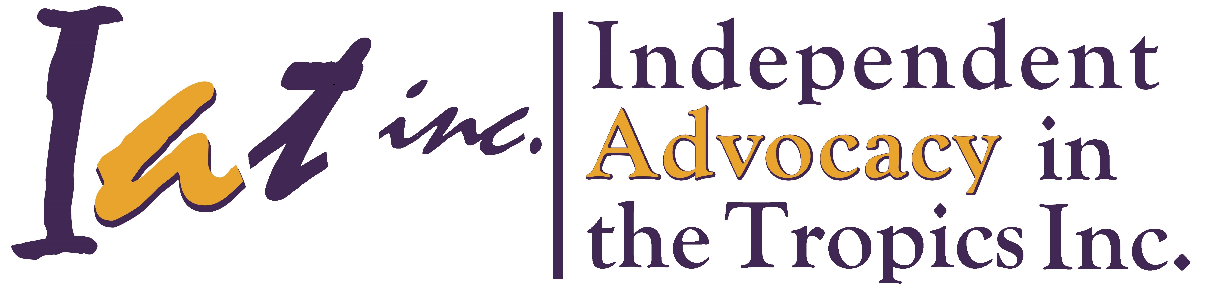 Iat inc.
Independent
Advocacy in
the Tropics Inc.